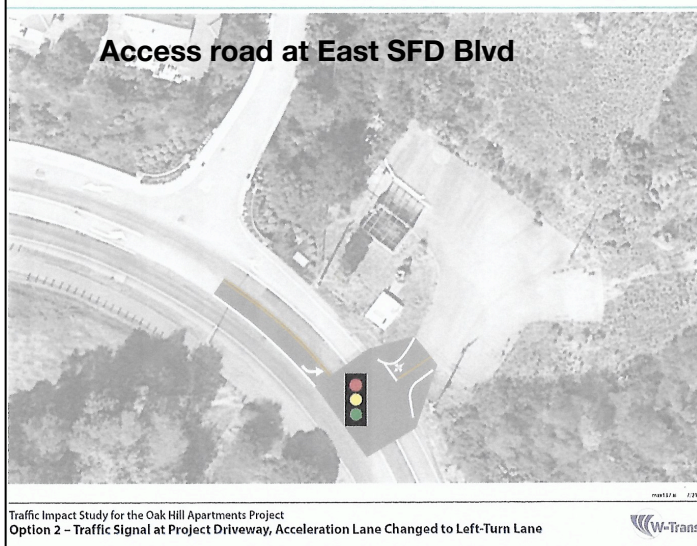 Access road at East SFD Blvd
Traffic Impact Study for the Oak Hill Apartments Project
Option 2 – Traffic Signal at Project Driveway, Acceleration Lane Changed to Left-Turn Lane
W-Trans